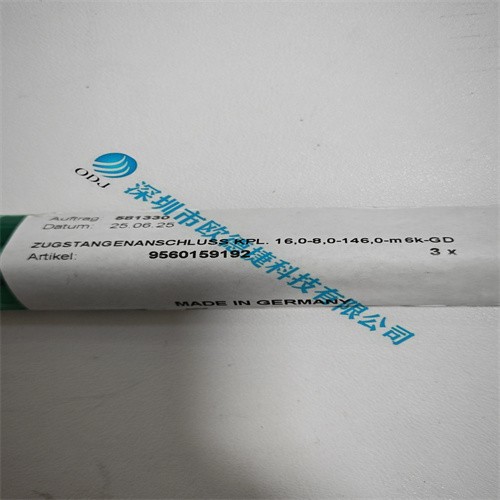 ODJ
深圳市欧稳捷科技有限公司
Auftrag: 581330
Datum: 25.06.25
ZUGSTANGENANSCHLUSS KPL. 16,0-8,0-146,0-m6k-GD
Artikel: 9560159192 3 x
MADE IN GERMANY